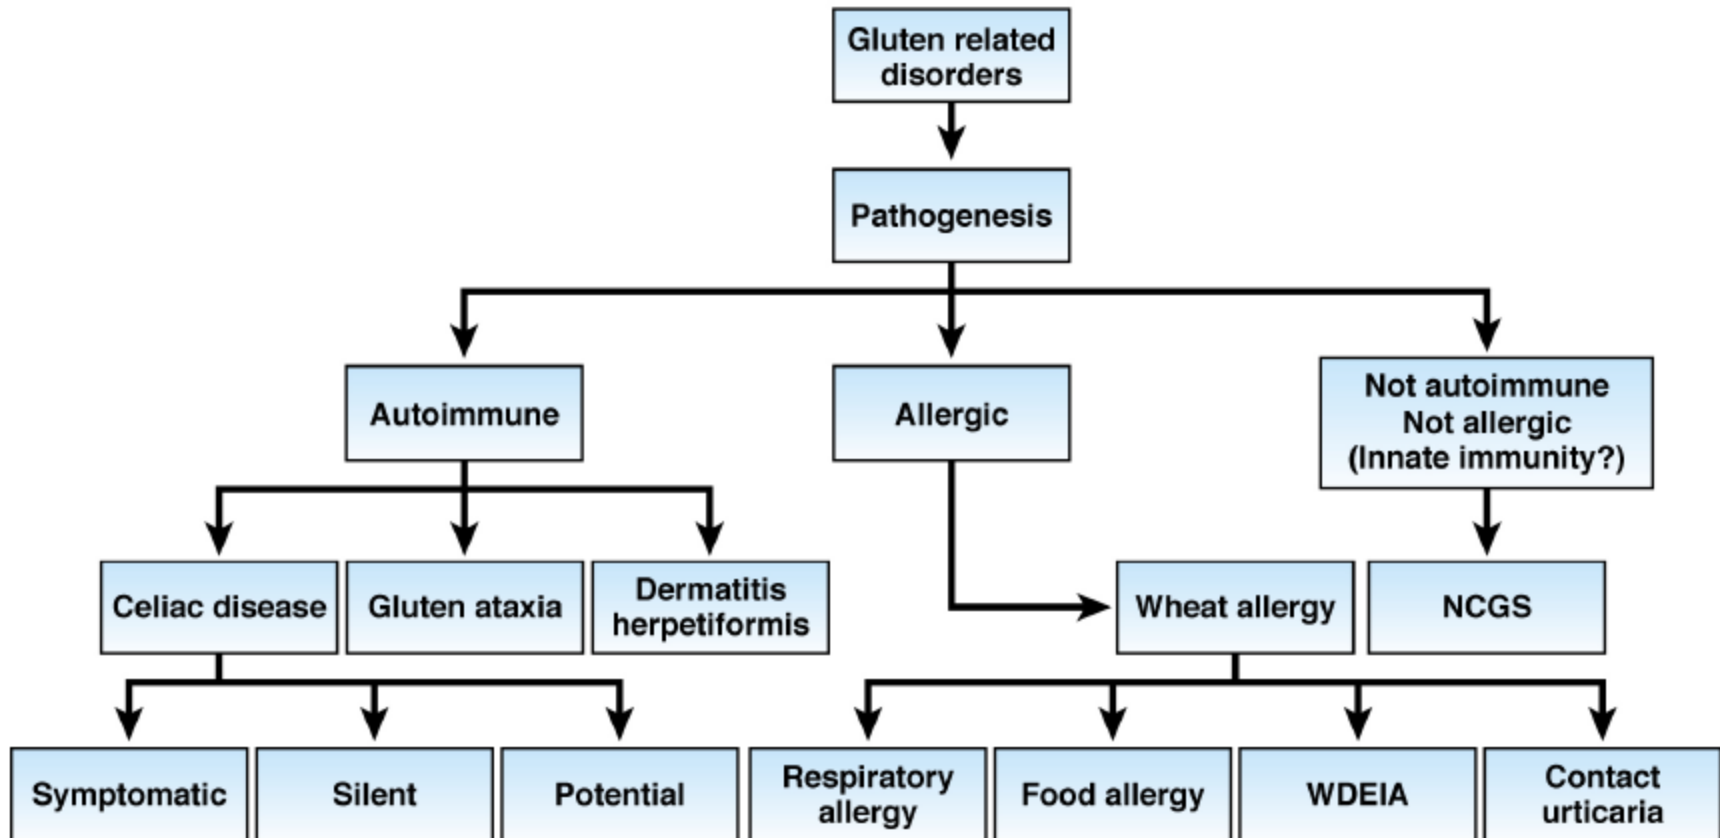 Gluten related
disorders
Pathogenesis
Autoimmune
Allergic
Not autoimmune
Not allergic
(Innate immunity?)
Celiac disease
Gluten ataxia
Dermatitis
herpetiformis
Wheat allergy
NCGS
Symptomatic
Silent
Potential
Respiratory
allergy
Food allergy
WDEIA
Contact
urticaria